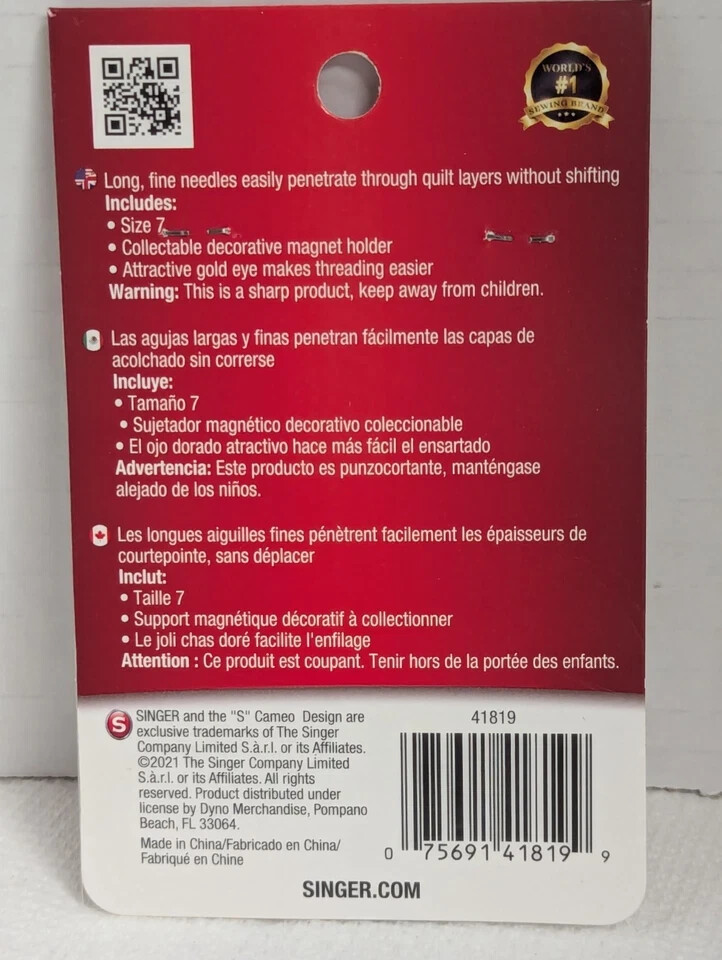 WORLD'S
#1
SEWING BRAND
Long, fine needles easily penetrate through quilt layers without shifting
Includes:
• Size 7
• Collectable decorative magnet holder
• Attractive gold eye makes threading easier
Warning: This is a sharp product, keep away from children.
Las agujas largas y finas penetran fácilmente las capas de
acolchado sin correrse
Incluye:
• Tamaño 7
• Sujetador magnético decorativo coleccionable
• El ojo dorado atractivo hace más fácil el ensartado
Advertencia: Este producto es punzocortante, manténgase
alejado de los niños.
Les longues aiguilles fines pénètrent facilement les épaisseurs de
courtepointe, sans déplacer
Inclut:
• Taille 7
• Support magnétique décoratif à collectionner
• Le joli chas doré facilite l'enfilage
Attention : Ce produit est coupant. Tenir hors de la portée des enfants.
S
SINGER and the "S" Cameo Design are
exclusive trademarks of The Singer
Company Limited S.à.r.l. or its Affiliates.
©2021 The Singer Company Limited
S.à.r.l. or its Affiliates. All rights
reserved. Product distributed under
license by Dyno Merchandise, Pompano
Beach, FL 33064.
Made in China/Fabricado en China/
Fabriqué en Chine
41819
0 75691 41819 9
SINGER.COM